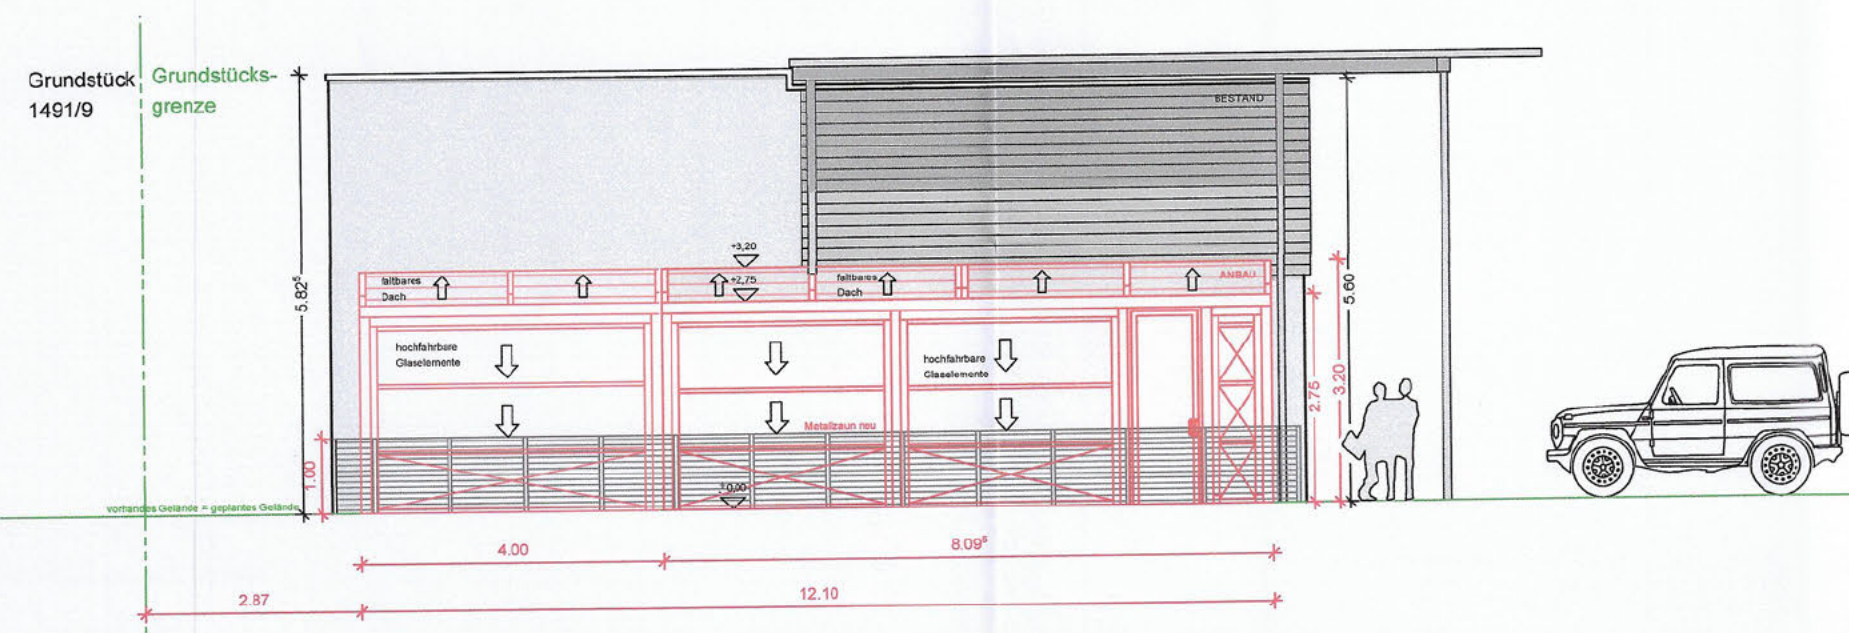 Grundstück
1491/9
Grundstücks-
grenze
BESTAND
5.82⁵
5.60
+3,20
+2,75
faltbares
Dach
faltbares
Dach
ANBAU
hochfahrbare
Glaselemente
hochfahrbare
Glaselemente
2.75
3.20
Metallzaun neu
1.00
±0,00
vorhandes Gelände = geplantes Gelände
4.00
8.09⁵
2.87
12.10